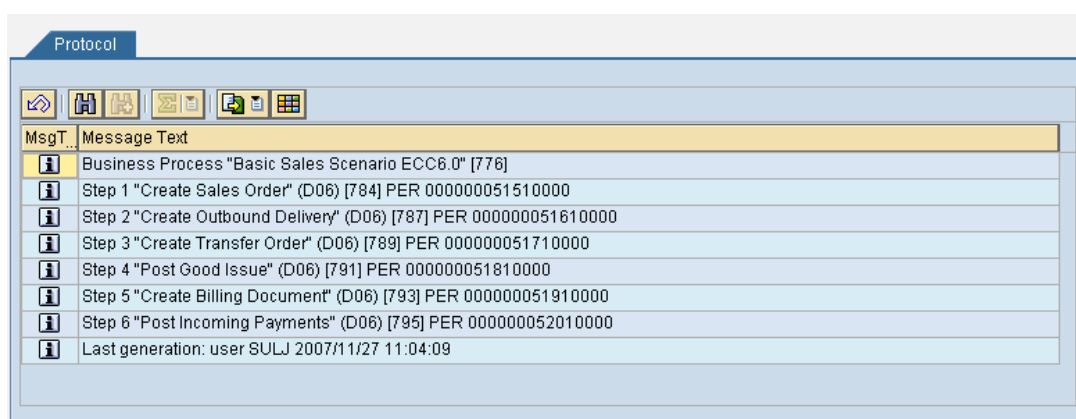 Protocol
MsgT... Message Text
Business Process "Basic Sales Scenario ECC6.0" [776]
Step 1 "Create Sales Order" (D06) [784] PER 000000051510000
Step 2 "Create Outbound Delivery" (D06) [787] PER 000000051610000
Step 3 "Create Transfer Order" (D06) [789] PER 000000051710000
Step 4 "Post Good Issue" (D06) [791] PER 000000051810000
Step 5 "Create Billing Document" (D06) [793] PER 000000051910000
Step 6 "Post Incoming Payments" (D06) [795] PER 000000052010000
Last generation: user SULJ 2007/11/27 11:04:09